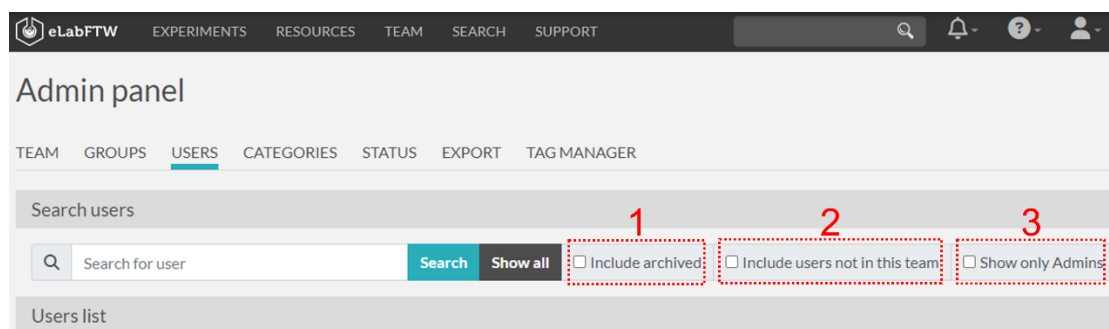 eLabFTW EXPERIMENTS RESOURCES TEAM SEARCH SUPPORT
Admin panel
TEAM GROUPS USERS CATEGORIES STATUS EXPORT TAG MANAGER
Search users
1 2 3
Search for user Search Show all Include archived Include users not in this team Show only Admins
Users list